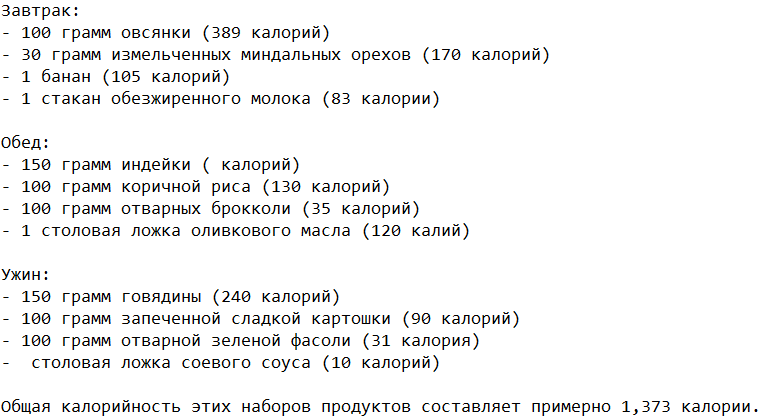 Завтрак:
- 100 грамм овсянки (389 калорий)
- 30 грамм измельченных миндальных орехов (170 калорий)
- 1 банан (105 калорий)
- 1 стакан обезжиренного молока (83 калории)
Обед:
- 150 грамм индейки ( калорий)
- 100 грамм коричной риса (130 калорий)
- 100 грамм отварных брокколи (35 калорий)
- 1 столовая ложка оливкового масла (120 калий)
Ужин:
- 150 грамм говядины (240 калорий)
- 100 грамм запеченной сладкой картошки (90 калорий)
- 100 грамм отварной зеленой фасоли (31 калория)
-  столовая ложка соевого соуса (10 калорий)
Общая калорийность этих наборов продуктов составляет примерно 1,373 калории.